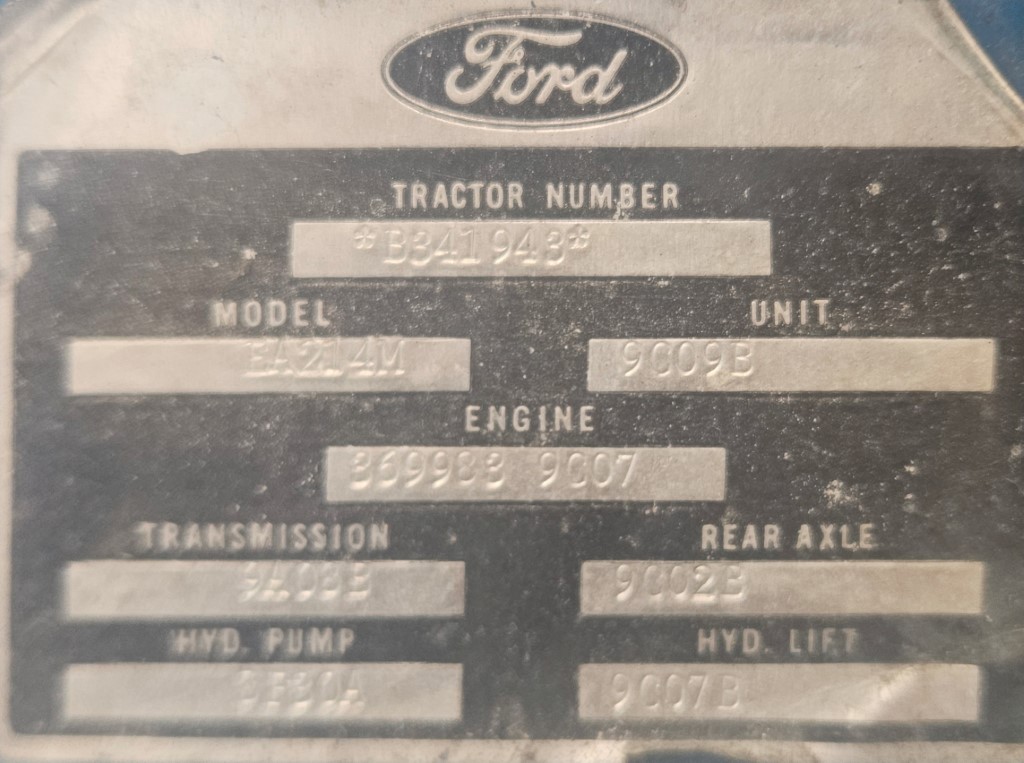 Ford
TRACTOR NUMBER
*B341943*
MODEL UNIT
EA214M 9C09B
ENGINE
9C07
TRANSMISSION REAR AXLE
9A03B 9C02B
HYD. PUMP HYD. LIFT
9C07B